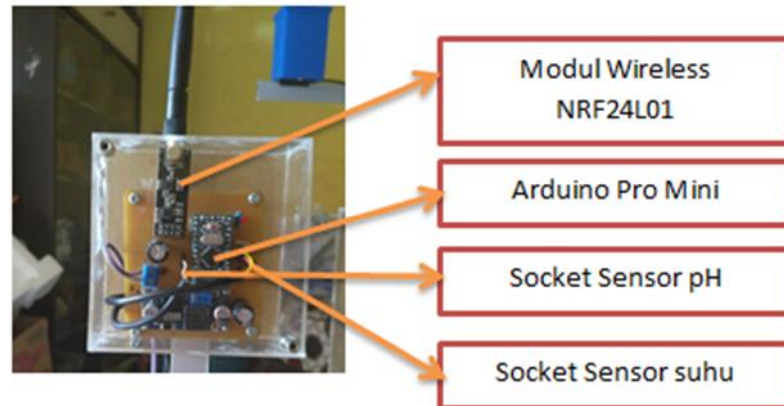 Modul Wireless
NRF24L01
Arduino Pro Mini
Socket Sensor pH
Socket Sensor suhu